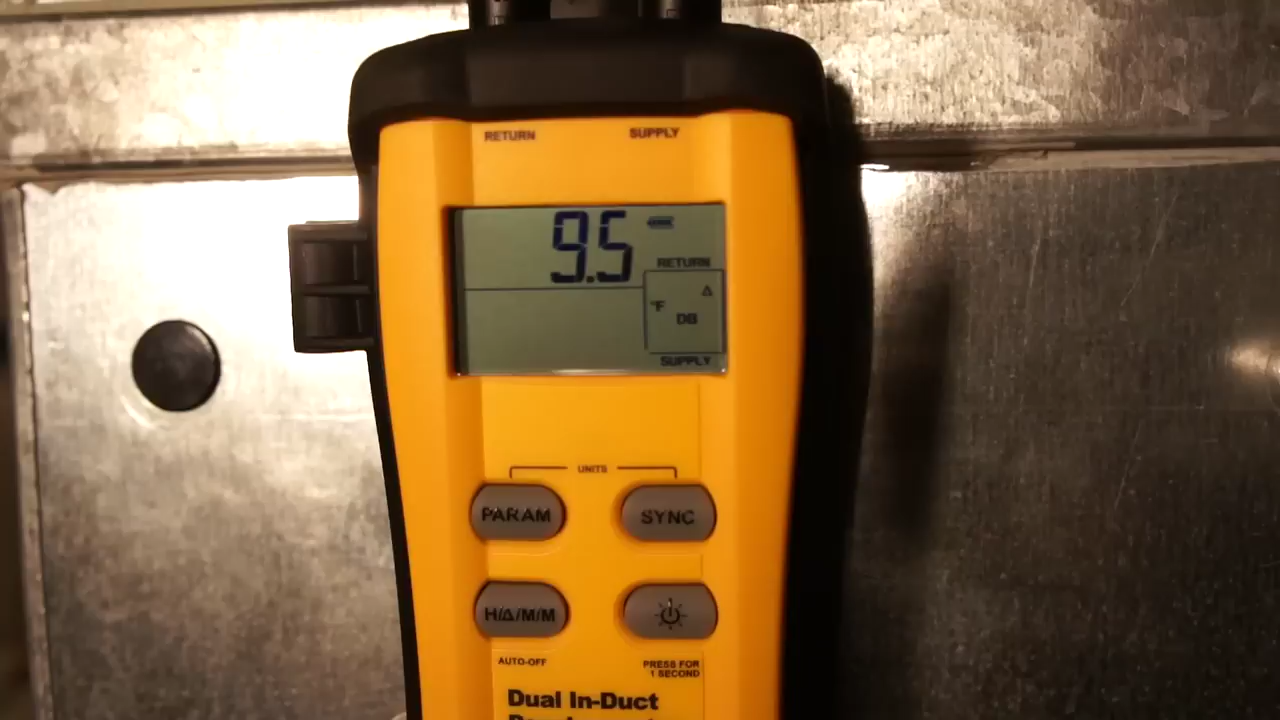 RETURN SUPPLY
9.5
RETURN
Δ
°F
DB
SUPPLY
UNITS
PARAM SYNC
H/Δ/M/M
AUTO-OFF PRESS FOR
1 SECOND
Dual In-Duct